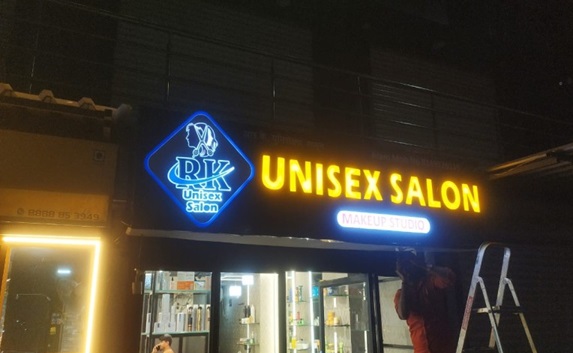 RK
Unisex
Salon
UNISEX SALON
MAKEUP STUDIO